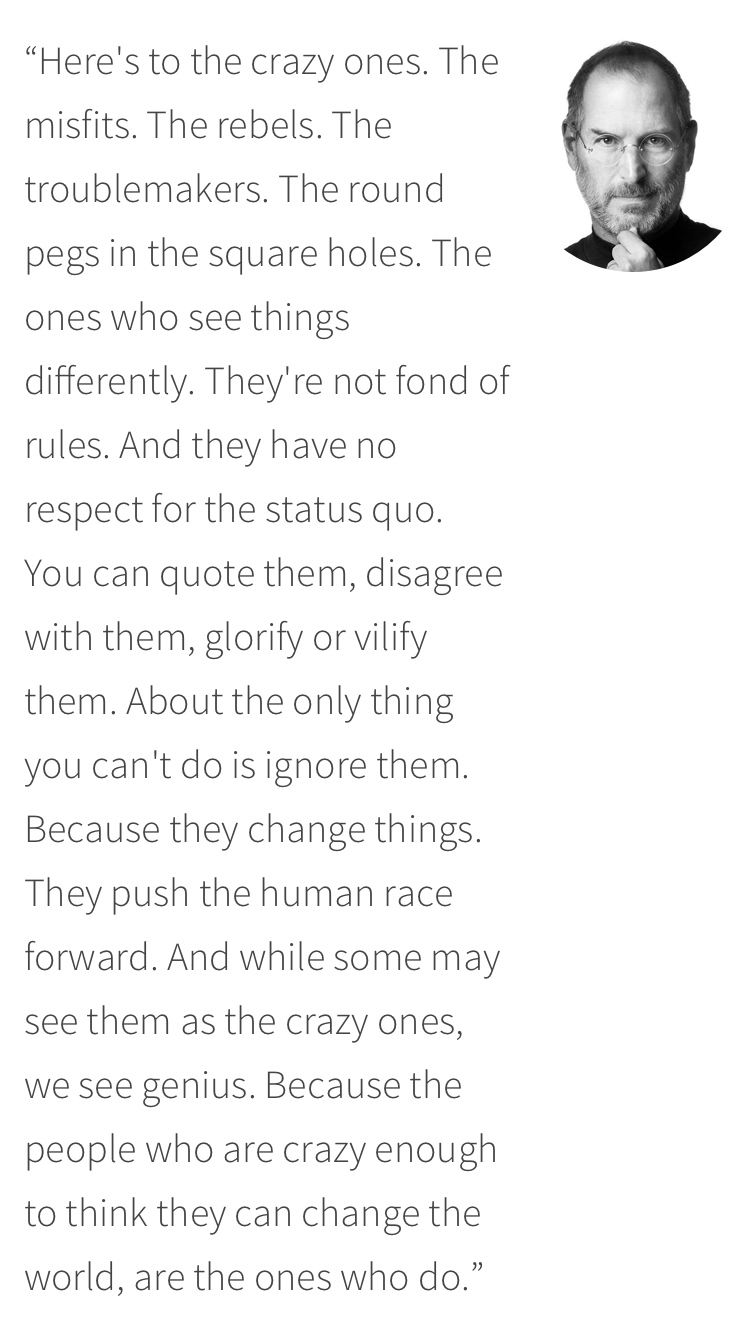 “Here's to the crazy ones. The
misfits. The rebels. The
troublemakers. The round
pegs in the square holes. The
ones who see things
differently. They're not fond of
rules. And they have no
respect for the status quo.
You can quote them, disagree
with them, glorify or vilify
them. About the only thing
you can't do is ignore them.
Because they change things.
They push the human race
forward. And while some may
see them as the crazy ones,
we see genius. Because the
people who are crazy enough
to think they can change the
world, are the ones who do.”